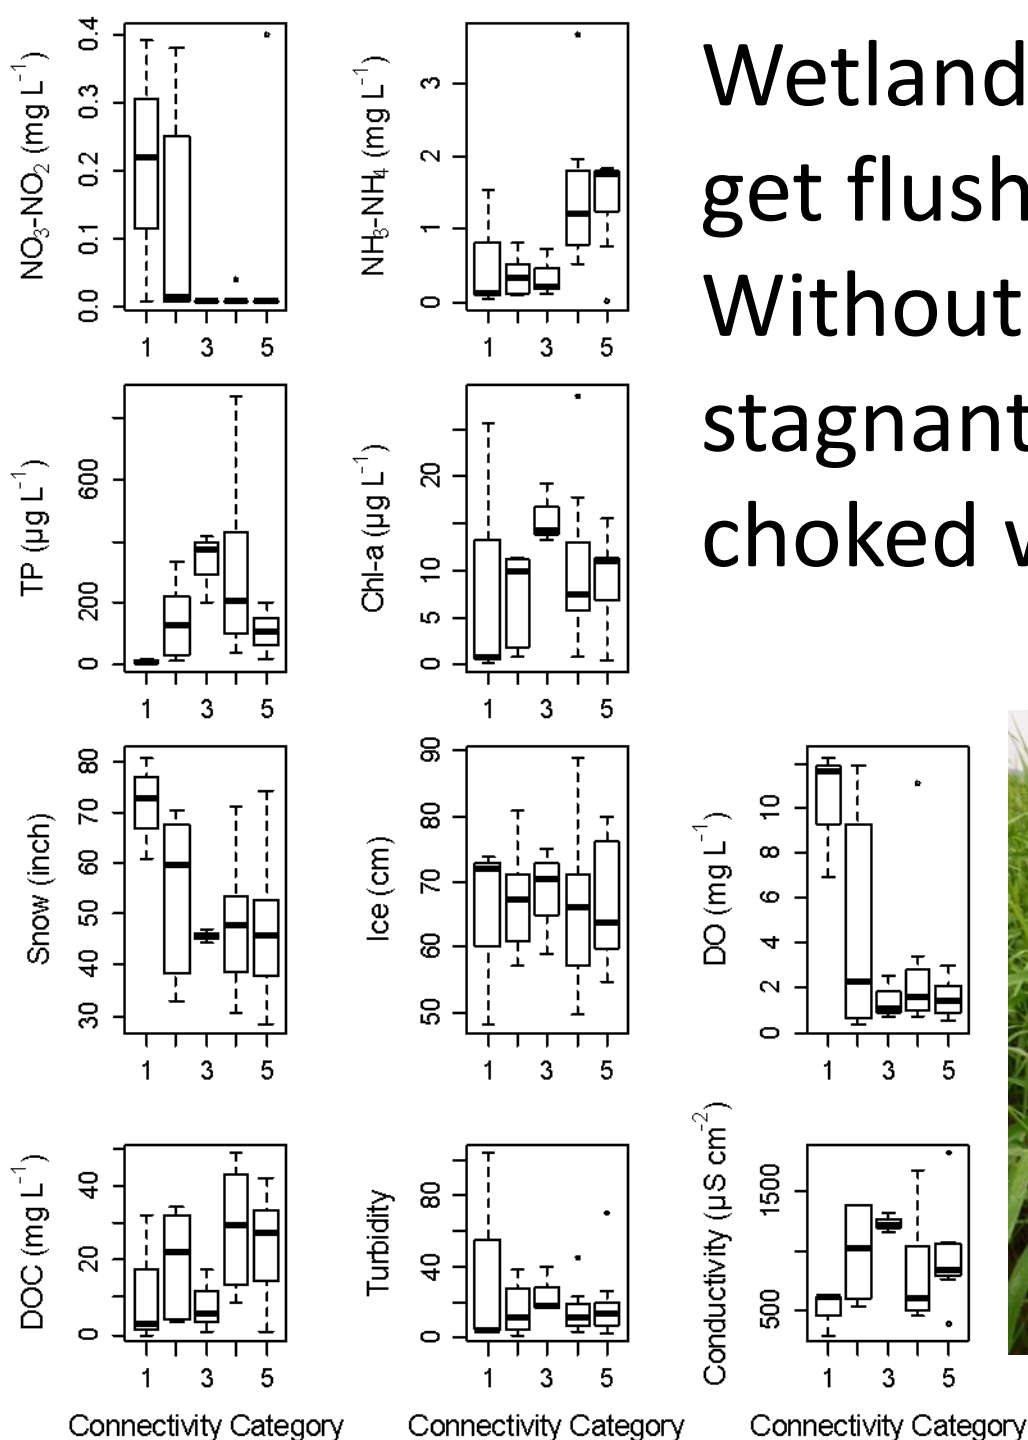 NO₃-NO₂ (mg L⁻¹)
0.4
0.3
0.2
0.1
0.0
1 3 5
NH₃-NH₄ (mg L⁻¹)
3
2
1
0
1 3 5
Wetland
get flush
Without
stagnant
choked w
TP (µg L⁻¹)
600
200
0
1 3 5
Chl-a (µg L⁻¹)
20
10
5
0
1 3 5
Snow (inch)
80
70
60
50
40
30
1 3 5
Ice (cm)
90
80
70
60
50
1 3 5
DO (mg L⁻¹)
10
8
6
4
2
0
1 3 5
DOC (mg L⁻¹)
40
20
0
1 3 5
Connectivity Category
Turbidity
80
40
0
1 3 5
Connectivity Category
Conductivity (µS cm⁻²)
1500
500
1 3 5
Connectivity Category